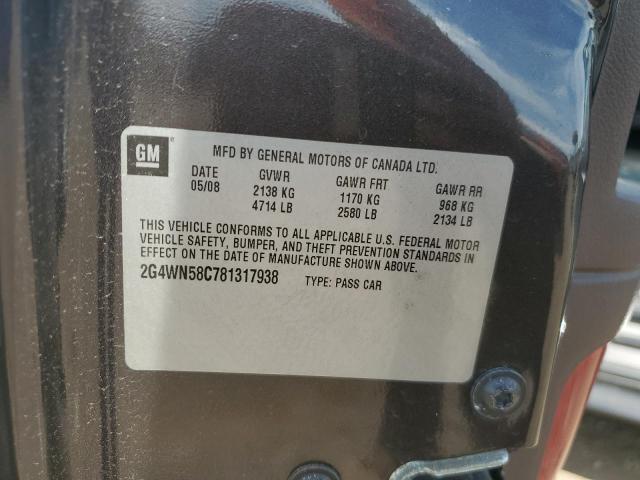 GM
MFD BY GENERAL MOTORS OF CANADA LTD.
DATE GVWR GAWR FRT GAWR RR
05/08 2138 KG 1170 KG 968 KG
4714 LB 2580 LB 2134 LB
THIS VEHICLE CONFORMS TO ALL APPLICABLE U.S. FEDERAL MOTOR
VEHICLE SAFETY, BUMPER, AND THEFT PREVENTION STANDARDS IN
EFFECT ON THE DATE OF MANUFACTURE SHOWN ABOVE.
2G4WN58C781317938 TYPE: PASS CAR